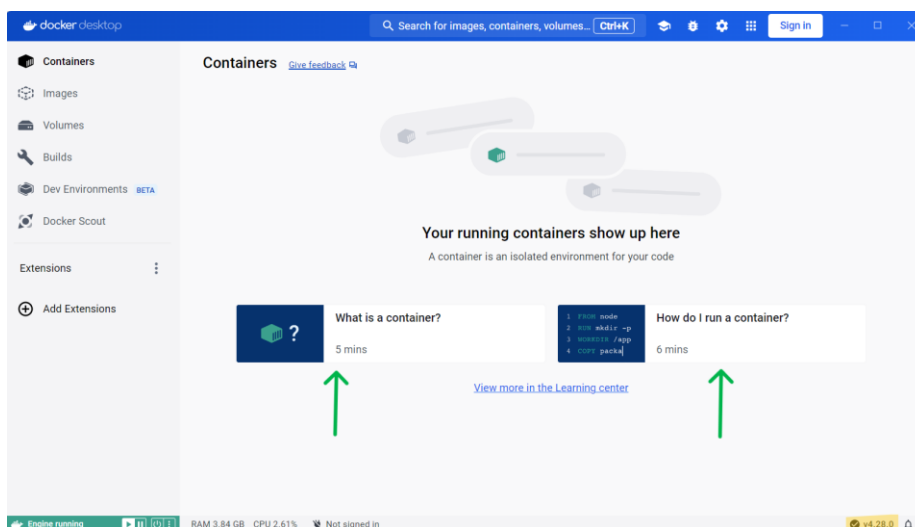 docker desktop
Search for images, containers, volumes... Ctrl+K
Sign in
Containers
Images
Volumes
Builds
Dev Environments BETA
Docker Scout
Extensions
Add Extensions
Containers Give feedback
Your running containers show up here
A container is an isolated environment for your code
?
What is a container?
5 mins
1 FROM node
2 RUN mkdir -p
3 WORKDIR /app
4 COPY packa
How do I run a container?
6 mins
View more in the Learning center
Engine running
RAM 3.84 GB CPU 2.61% Not signed in
v4.28.0